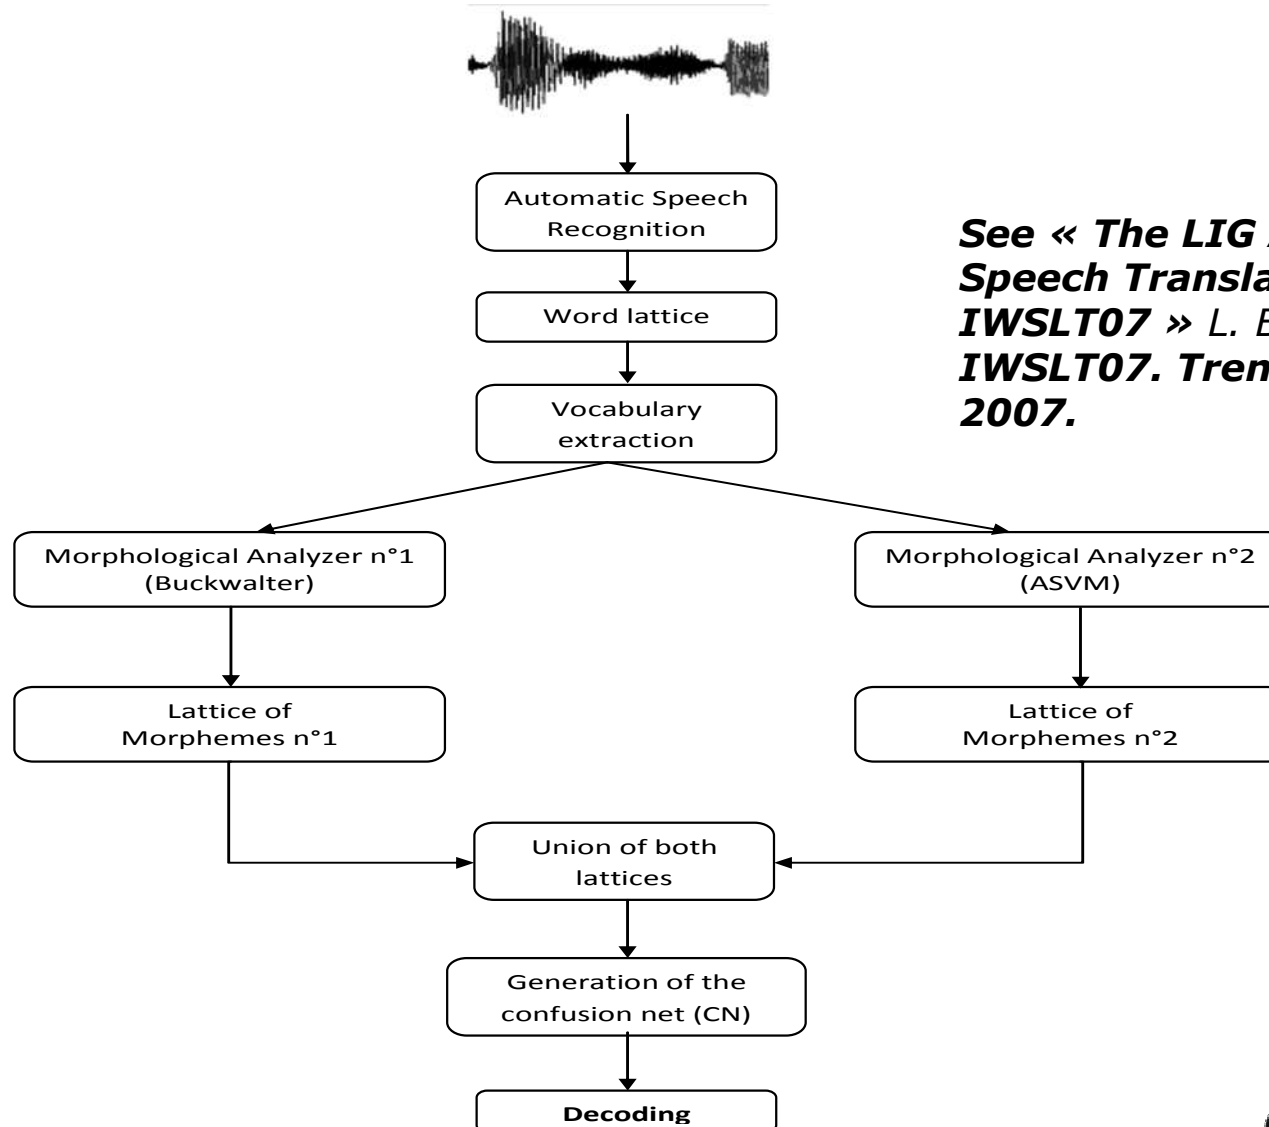 Automatic Speech
Recognition
Word lattice
Vocabulary
extraction
See « The LIG
Speech
IWSLT07 » L.
IWSLT07.
2007.
Morphological Analyzer n°1
(Buckwalter)
Morphological Analyzer n°2
(ASVM)
Lattice of
Morphemes n°1
Lattice of
Morphemes n°2
Union of both
lattices
Generation of the
confusion net (CN)
Decoding